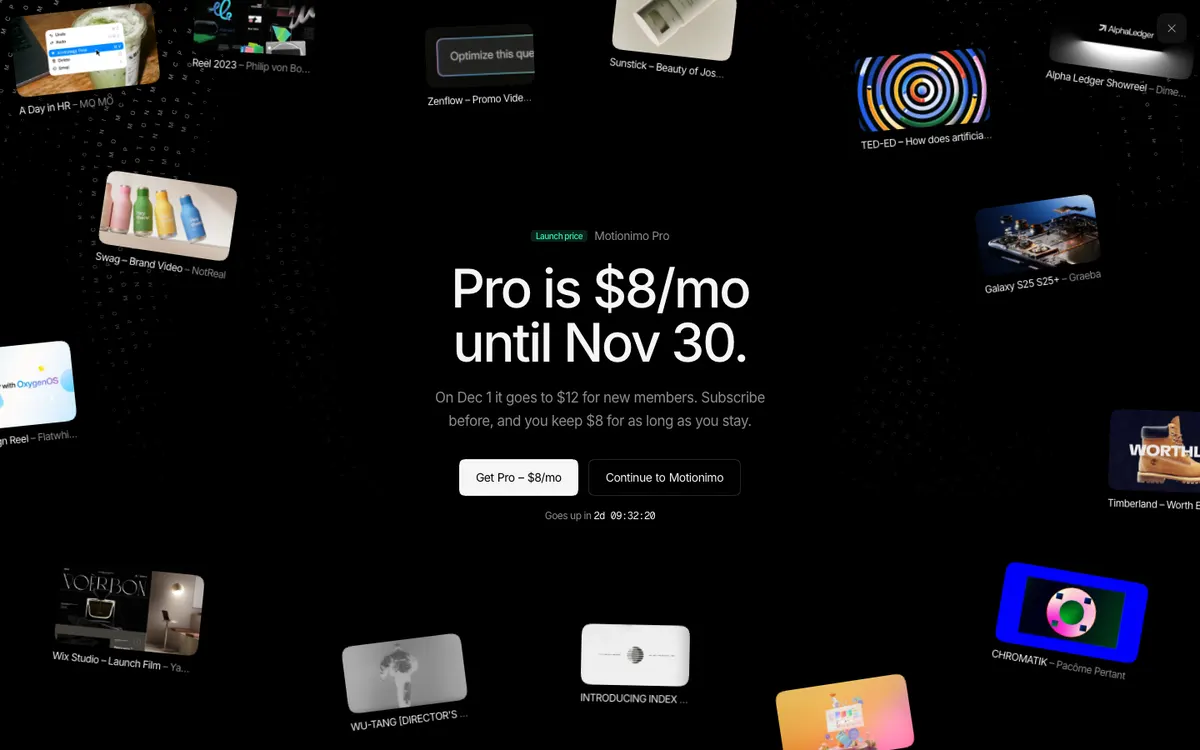 Undo
Redo
A Day in HR – MO MO
Reel 2023 – Philip von Bo...
Optimize this que
Zenflow – Promo Vide...
Sunstick – Beauty of Jos...
TED-ED – How does artificia...
AlphaLedger
Alpha Ledger Showreel – Dime...
Swag – Brand Video – NotReal
Galaxy S25 S25+ – Graeba
Launch price
Motionimo Pro
Pro is $8/mo
until Nov 30.
On Dec 1 it goes to $12 for new members. Subscribe
before, and you keep $8 for as long as you stay.
Get Pro – $8/mo
Continue to Motionimo
Goes up in 2d 09:32:20
with OxygenOS
gn Reel – Flatwhi...
WORTHL
Timberland – Worth E
Wix Studio – Launch Film – Ya...
WU-TANG [DIRECTOR'S ...
INTRODUCING INDEX ...
CHROMATIK – Pacôme Pertant